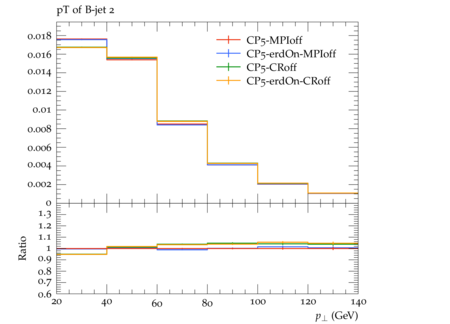 pT of B-jet 2
0.018
0.016
0.014
0.012
0.01
0.008
0.006
0.004
0.002
0
CP5-MPIoff
CP5-erdOn-MPIoff
CP5-CRoff
CP5-erdOn-CRoff
1.3
1.2
1.1
1
0.9
0.8
0.7
0.6
Ratio
20 40 60 80 100 120 140
p⊥ (GeV)